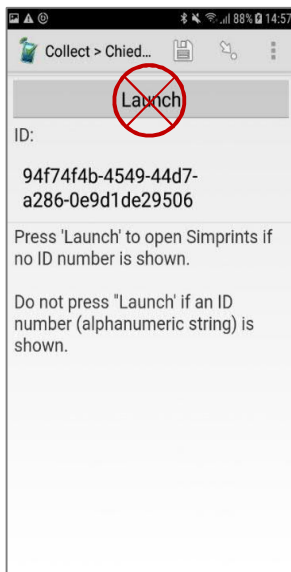 88% 14:57
Collect > Chied...
Launch
ID:
94f74f4b-4549-44d7-
a286-0e9d1de29506
Press 'Launch' to open Simprints if
no ID number is shown.
Do not press "Launch' if an ID
number (alphanumeric string) is
shown.